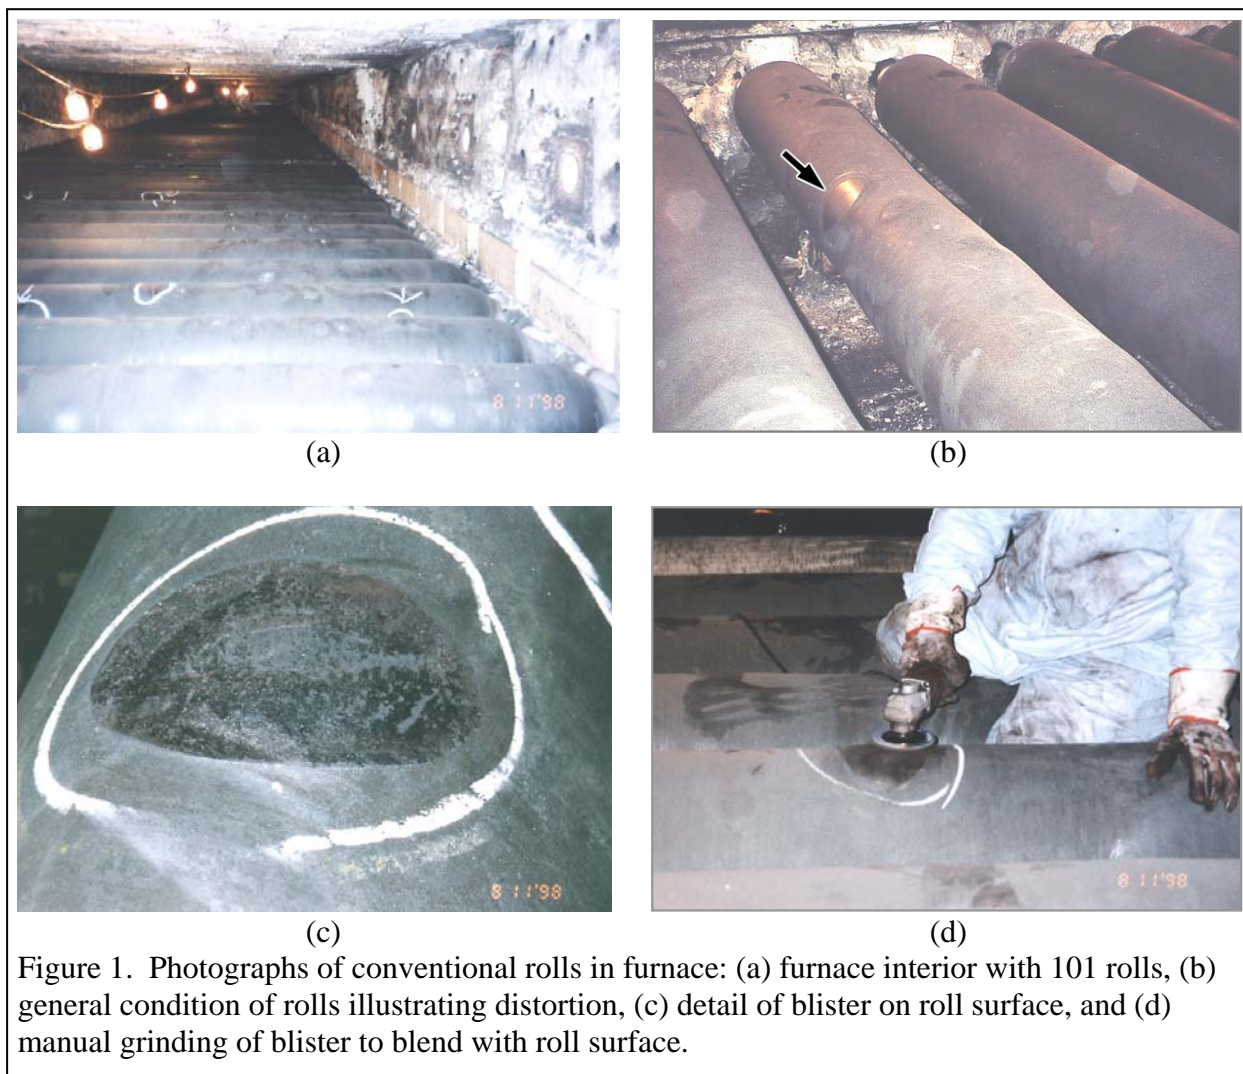 8 11'98
(a)
(b)
8 11'98
8 11'98
(c)
(d)
Figure 1.  Photographs of conventional rolls in furnace: (a) furnace interior with 101 rolls, (b)
general condition of rolls illustrating distortion, (c) detail of blister on roll surface, and (d)
manual grinding of blister to blend with roll surface.